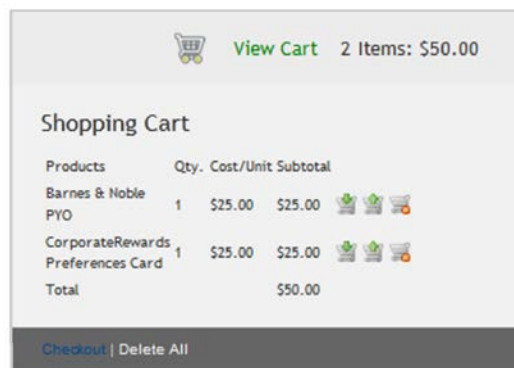 View Cart 2 Items: $50.00
Shopping Cart
Products Qty. Cost/Unit Subtotal
Barnes & Noble
PYO 1 $25.00 $25.00
CorporateRewards
Preferences Card 1 $25.00 $25.00
Total $50.00
Checkout | Delete All